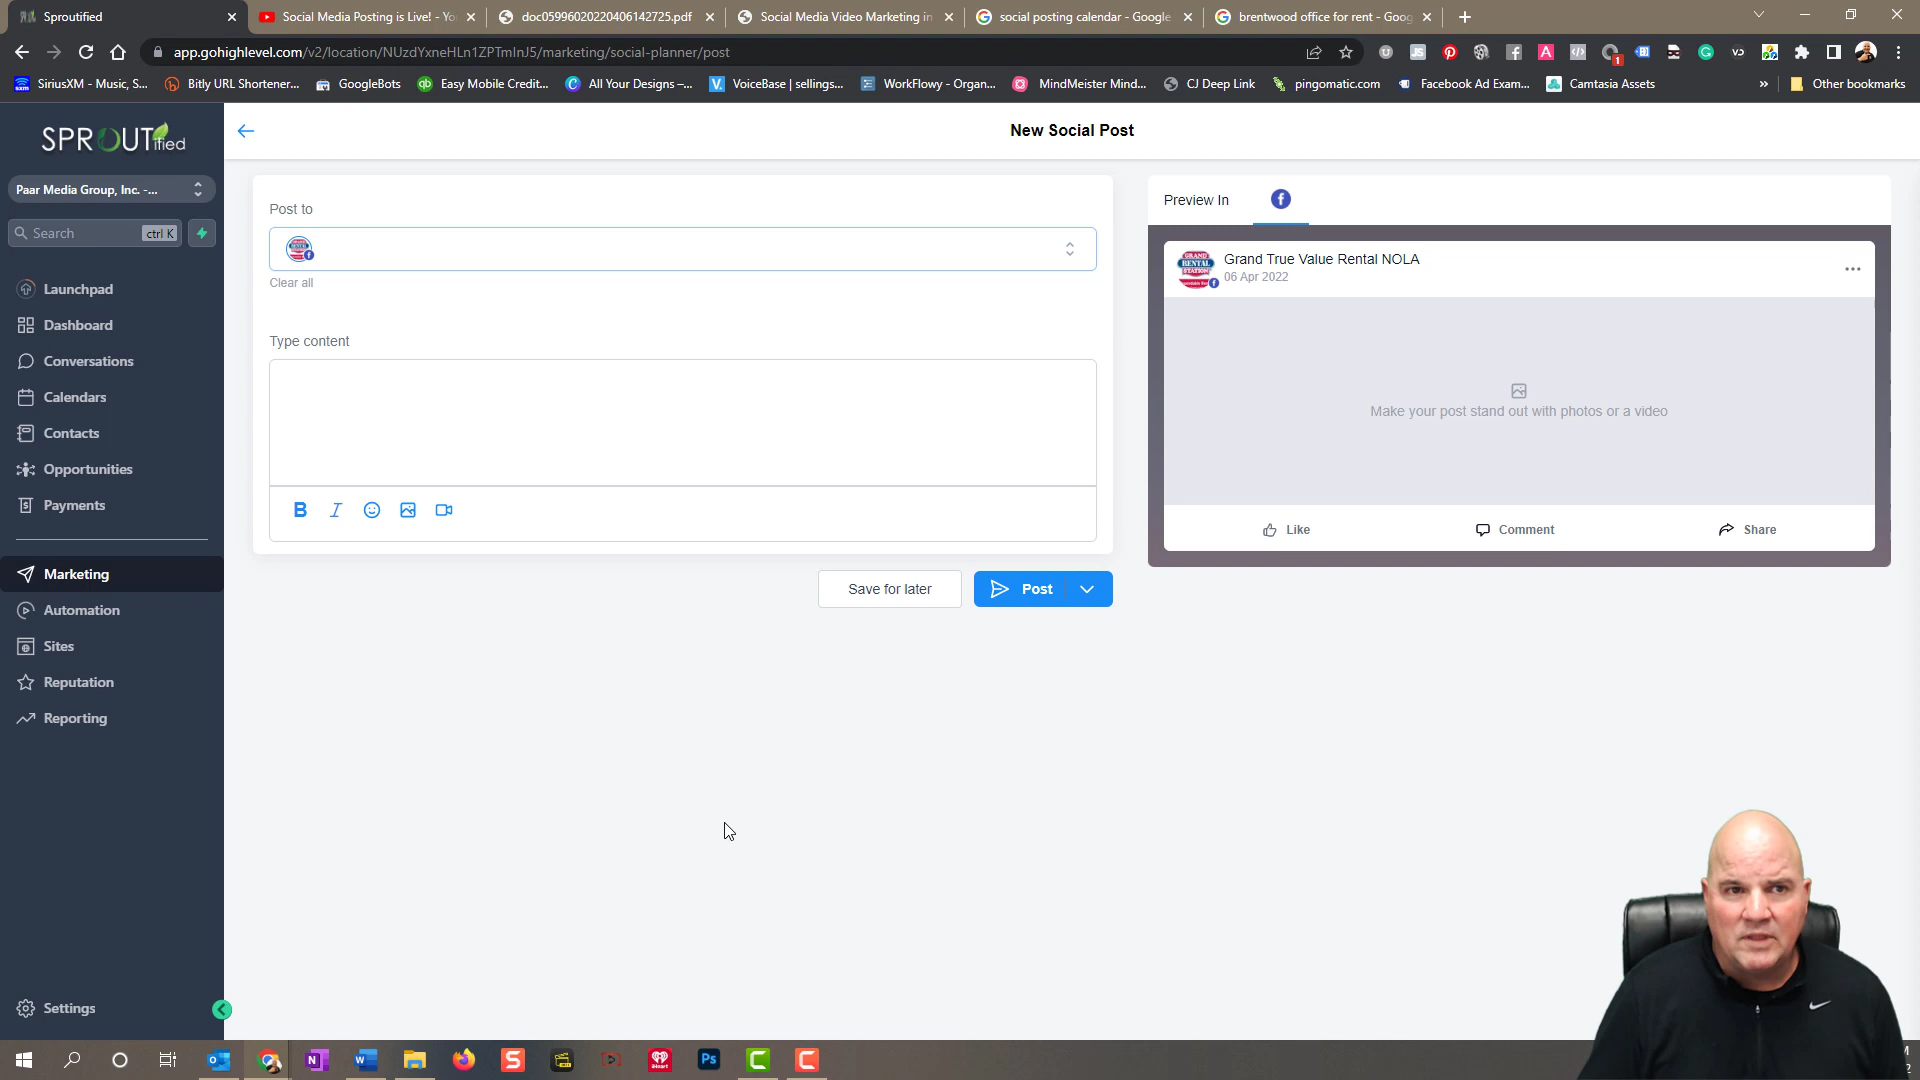 Sproutified
Social Media Posting is Live! - Yo
doc05996020220406142725.pdf
Social Media Video Marketing in
social posting calendar - Google
brentwood office for rent - Goog
app.gohighlevel.com/v2/location/NUzdYxneHLn1ZPTmInJ5/marketing/social-planner/post
1
SiriusXM - Music, S...
Bitly URL Shortener...
GoogleBots
Easy Mobile Credit...
All Your Designs –...
VoiceBase | sellings...
WorkFlowy - Organ...
MindMeister Mind...
CJ Deep Link
pingomatic.com
Facebook Ad Exam...
Camtasia Assets
»
Other bookmarks
SPROUTified
New Social Post
Paar Media Group, Inc. -...
Search
ctrl K
Launchpad
Dashboard
Conversations
Calendars
Contacts
Opportunities
Payments
Marketing
Automation
Sites
Reputation
Reporting
Settings
Post to
Clear all
Type content
B I
Save for later
Post
Preview In
Grand True Value Rental NOLA
06 Apr 2022
Make your post stand out with photos or a video
Like
Comment
Share